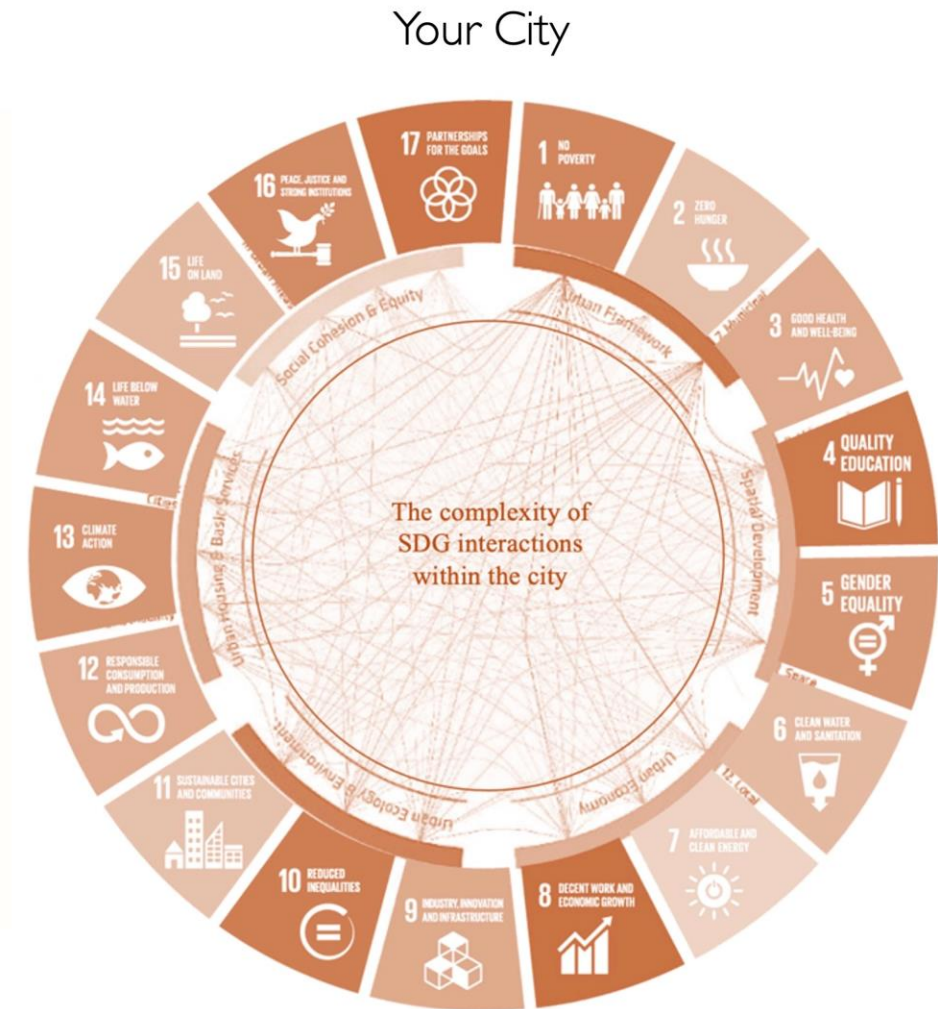 Your City
17 PARTNERSHIPS
FOR THE GOALS
1 NO
POVERTY
2 ZERO
HUNGER
3 GOOD HEALTH
AND WELL-BEING
4 QUALITY
EDUCATION
5 GENDER
EQUALITY
6 CLEAN WATER
AND SANITATION
7 AFFORDABLE AND
CLEAN ENERGY
8 DECENT WORK AND
ECONOMIC GROWTH
9 INDUSTRY, INNOVATION
AND INFRASTRUCTURE
10 REDUCED
INEQUALITIES
11 SUSTAINABLE CITIES
AND COMMUNITIES
12 RESPONSIBLE
CONSUMPTION
AND PRODUCTION
13 CLIMATE
ACTION
14 LIFE BELOW
WATER
15 LIFE
ON LAND
16 PEACE, JUSTICE AND
STRONG INSTITUTIONS
Social Cohesion & Equity
Urban Framework
Spatial Development
Urban Economy
Urban Ecology & Environment
Urban Housing & Basic Services
7. Municipal
12. Local
The complexity of
SDG interactions
within the city